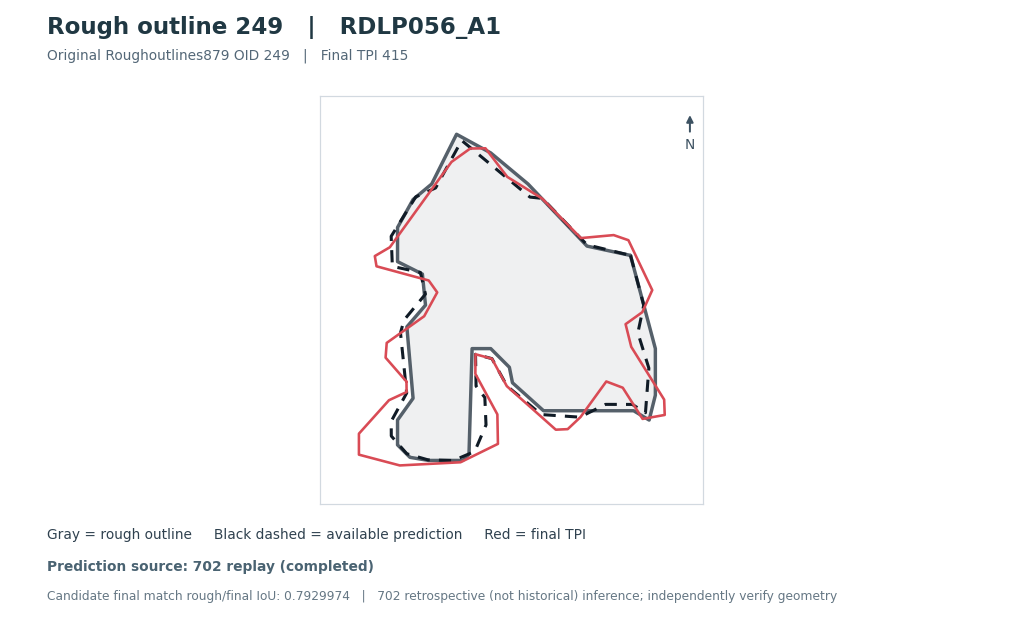 Rough outline 249   |   RDLP056_A1
Original Roughoutlines879 OID 249   |   Final TPI 415
N
Gray = rough outline     Black dashed = available prediction     Red = final TPI
Prediction source: 702 replay (completed)
Candidate final match rough/final IoU: 0.7929974   |   702 retrospective (not historical) inference; independently verify geometry